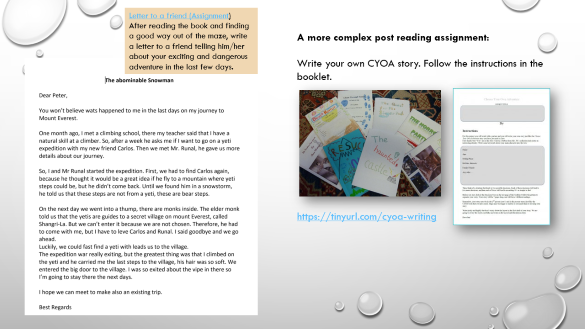 Letter to a friend (Assignment)
After reading the book and finding
a good way out of the maze, write
a letter to a friend telling him/her
about your exciting and dangerous
adventure in the last few days.
The abominable Snowman
Dear Peter,
You won't believe wats happened to me in the last days on my journey to
Mount Everest.
One month ago, I met a climbing school, there my teacher said that I have a
natural skill at a climber. So, after a week he asks me if I want to go on a yeti
expedition with my new friend Carlos. Then we met Mr. Runal, he gave us more
details about our journey.
So, I and Mr Runal started the expedition. First, we had to find Carlos again,
because he thought it would be a great idea if he fly to a mountain where yeti
steps could be, but he didn't come back. Until we found him in a snowstorm,
he told us that these steps are not from a yeti, these are bear steps.
On the next day we went into a thump, there are monks inside. The elder monk
told us that the yetis are guides to a secret village on mount Everest, called
Shangri-La. But we can't enter it because we are not chosen. Therefore, he had
to come with me, but I have to leve Carlos and Runal. I said goodbye and we go
ahead.
Luckily, we could fast find a yeti with leads us to the village.
The expedition war really exiting, but the greatest thing was that I climbed on
the yeti and he carried me the last steps to the village, his hair was so soft. We
entered the big door to the village. I was so exited about the vipe in there so
I'm going to stay there the next days.
I hope we can meet to make also an existing trip.
Best Regards
A more complex post reading assignment:
Write your own CYOA story. Follow the instructions in the
booklet.
https://tinyurl.com/cyoa-writing